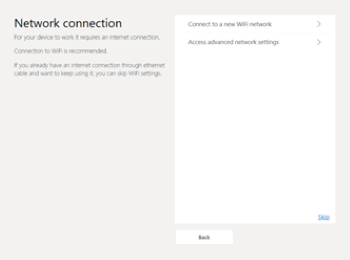 Network connection
For your device to work it requires an internet connection.
Connection to WiFi is recommended.
If you already have an internet connection through ethernet
cable and want to keep using it, you can skip WiFi settings.
Connect to a new WiFi network
Access advanced network settings
Skip
Back